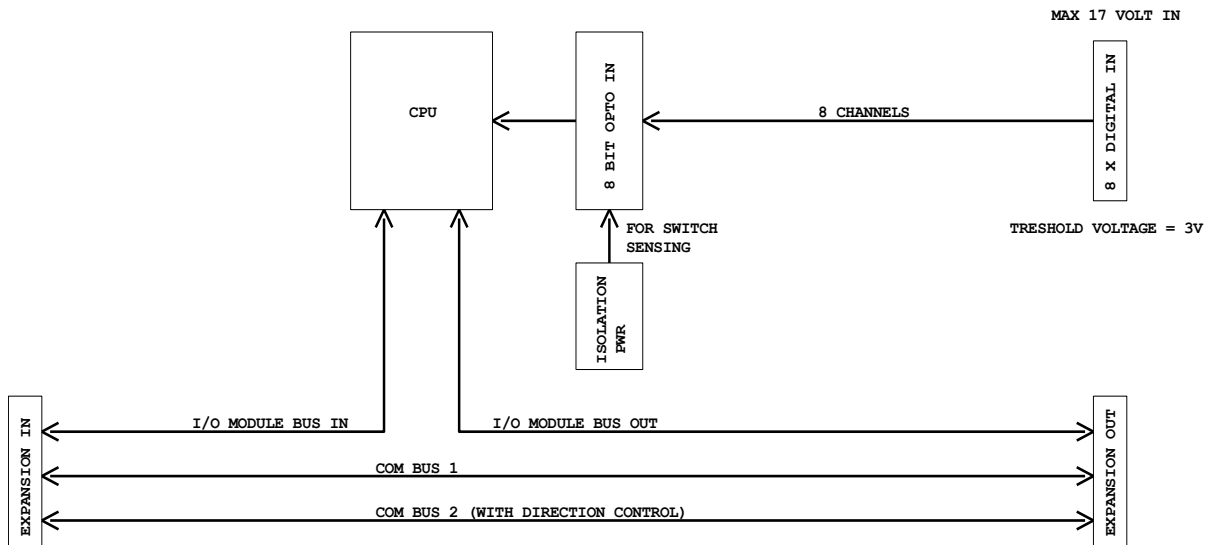 MAX 17 VOLT IN
CPU
8 BIT OPTO IN
8 CHANNELS
8 X DIGITAL IN
FOR SWITCH
SENSING
TRESHOLD VOLTAGE = 3V
ISOLATION
PWR
EXPANSION IN
I/O MODULE BUS IN
I/O MODULE BUS OUT
COM BUS 1
COM BUS 2 (WITH DIRECTION CONTROL)
EXPANSION OUT